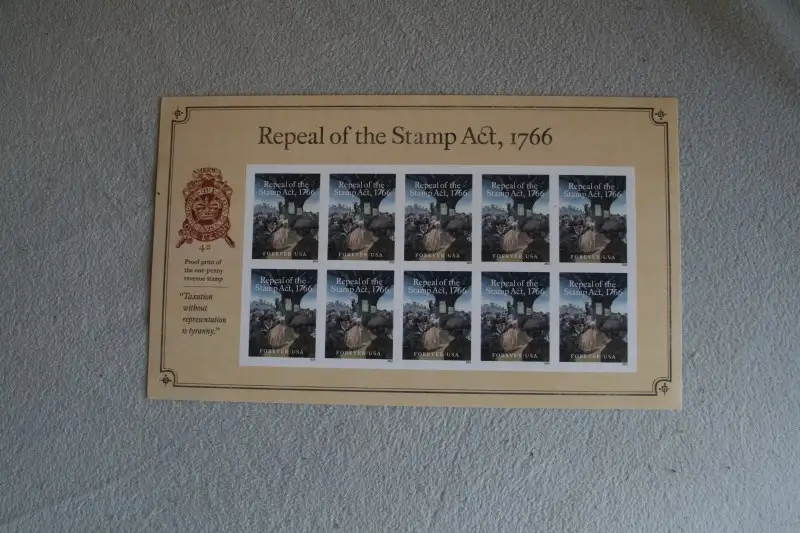 Repeal of the Stamp Act, 1766
42
Proof print of
the one-penny
revenue stamp
"Taxation
without
representation
is tyranny."
Repeal of the
Stamp Act, 1766
FOREVER USA
Repeal of the
Stamp Act, 1766
FOREVER USA
Repeal of the
Stamp Act, 1766
FOREVER USA
Repeal of the
Stamp Act, 1766
FOREVER USA
Repeal of the
Stamp Act, 1766
FOREVER USA
Repeal of the
Stamp Act, 1766
FOREVER USA
Repeal of the
Stamp Act, 1766
FOREVER USA
Repeal of the
Stamp Act, 1766
FOREVER USA
Repeal of the
Stamp Act, 1766
FOREVER USA
Repeal of the
Stamp Act, 1766
FOREVER USA